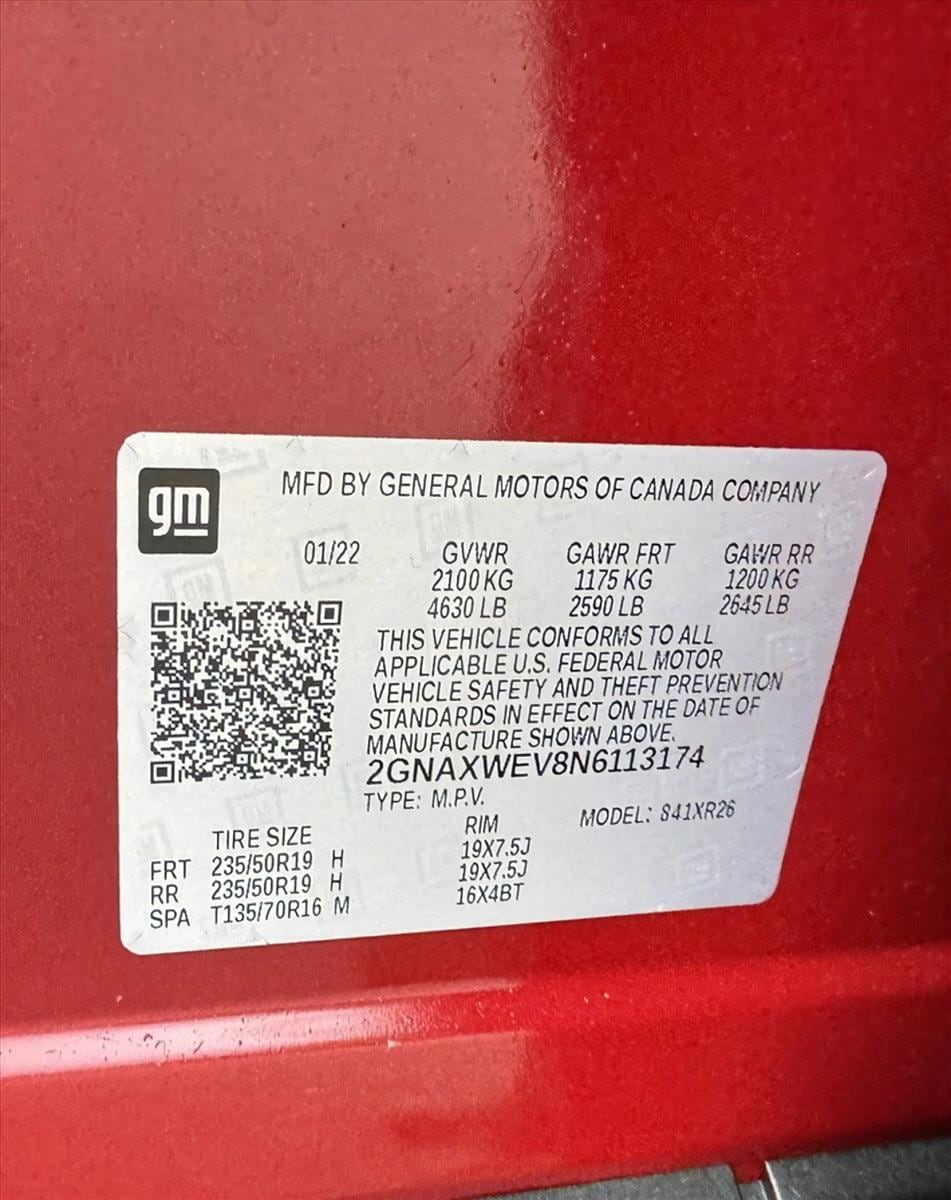 gm
MFD BY GENERAL MOTORS OF CANADA COMPANY
01/22 GVWR GAWR FRT GAWR RR
2100 KG 1175 KG 1200 KG
4630 LB 2590 LB 2645 LB
THIS VEHICLE CONFORMS TO ALL
APPLICABLE U.S. FEDERAL MOTOR
VEHICLE SAFETY AND THEFT PREVENTION
STANDARDS IN EFFECT ON THE DATE OF
MANUFACTURE SHOWN ABOVE.
2GNAXWEV8N6113174
TYPE: M.P.V. MODEL: 841XR26
TIRE SIZE RIM
FRT 235/50R19 H 19X7.5J
RR 235/50R19 H 19X7.5J
SPA T135/70R16 M 16X4BT